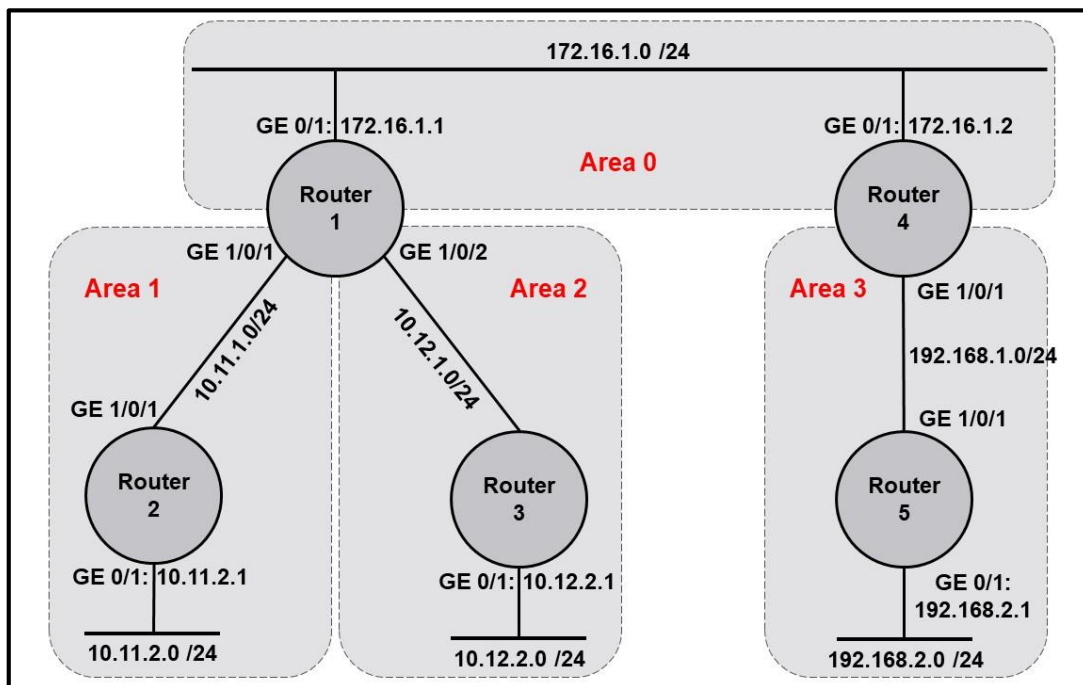 172.16.1.0 /24
GE 0/1: 172.16.1.1
GE 0/1: 172.16.1.2
Area 0
Router
1
Router
4
GE 1/0/1
GE 1/0/2
Area 1
Area 2
Area 3
GE 1/0/1
10.11.1.0/24
10.12.1.0/24
192.168.1.0/24
GE 1/0/1
GE 1/0/1
Router
2
Router
3
Router
5
GE 0/1: 10.11.2.1
GE 0/1: 10.12.2.1
GE 0/1:
192.168.2.1
10.11.2.0 /24
10.12.2.0 /24
192.168.2.0 /24